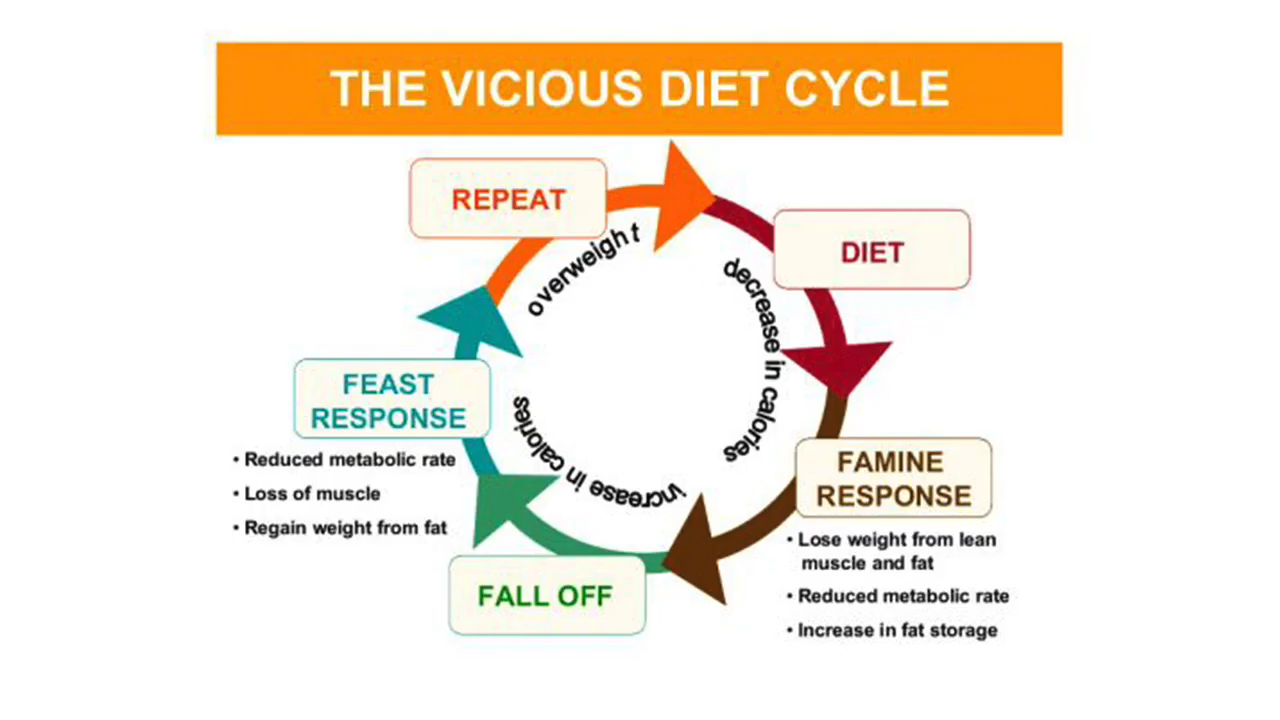 THE VICIOUS DIET CYCLE
REPEAT
DIET
overweight
decrease in calories
FEAST
RESPONSE
• Reduced metabolic rate
• Loss of muscle
• Regain weight from fat
increase in calories
FAMINE
RESPONSE
• Lose weight from lean
muscle and fat
• Reduced metabolic rate
• Increase in fat storage
FALL OFF